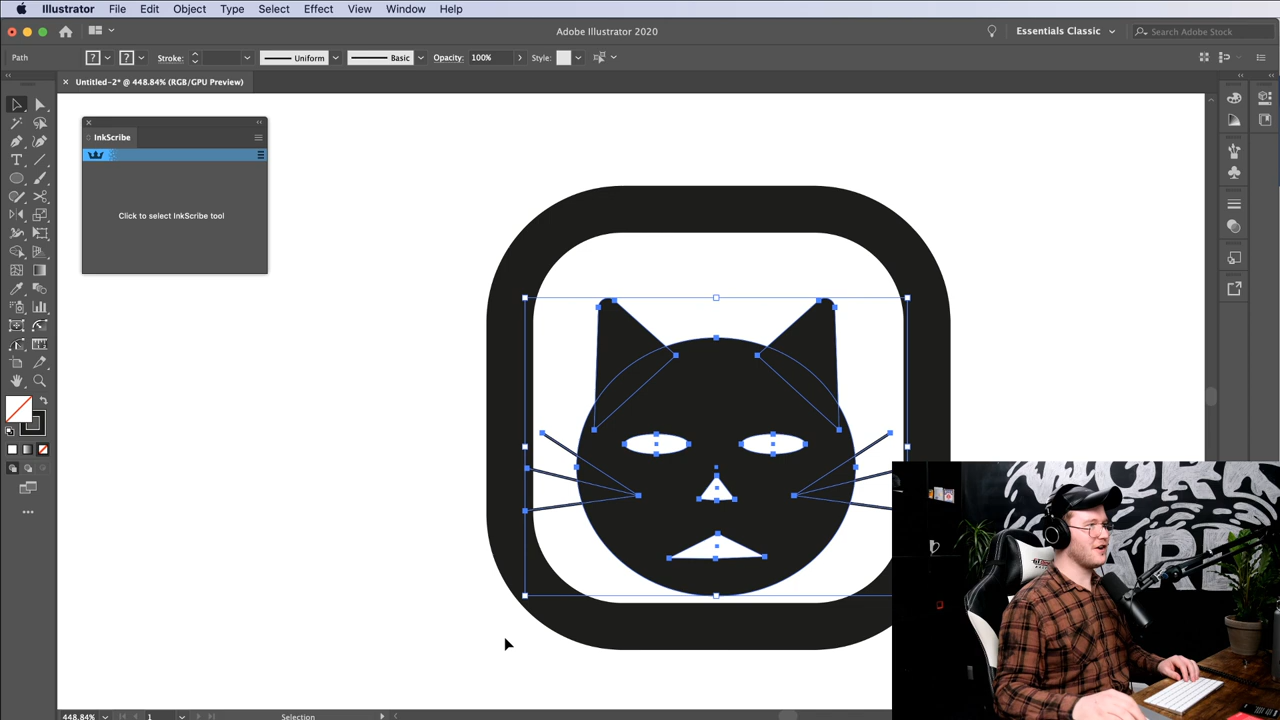 Illustrator File Edit Object Type Select Effect View Window Help
Adobe Illustrator 2020
Essentials Classic
Search Adobe Stock
Path
?
?
Stroke:
Uniform
Basic
Opacity: 100%
Style:
Untitled-2* @ 448.84% (RGB/GPU Preview)
InkScribe
Click to select InkScribe tool
WORK
HARD
448.84%
1
Selection